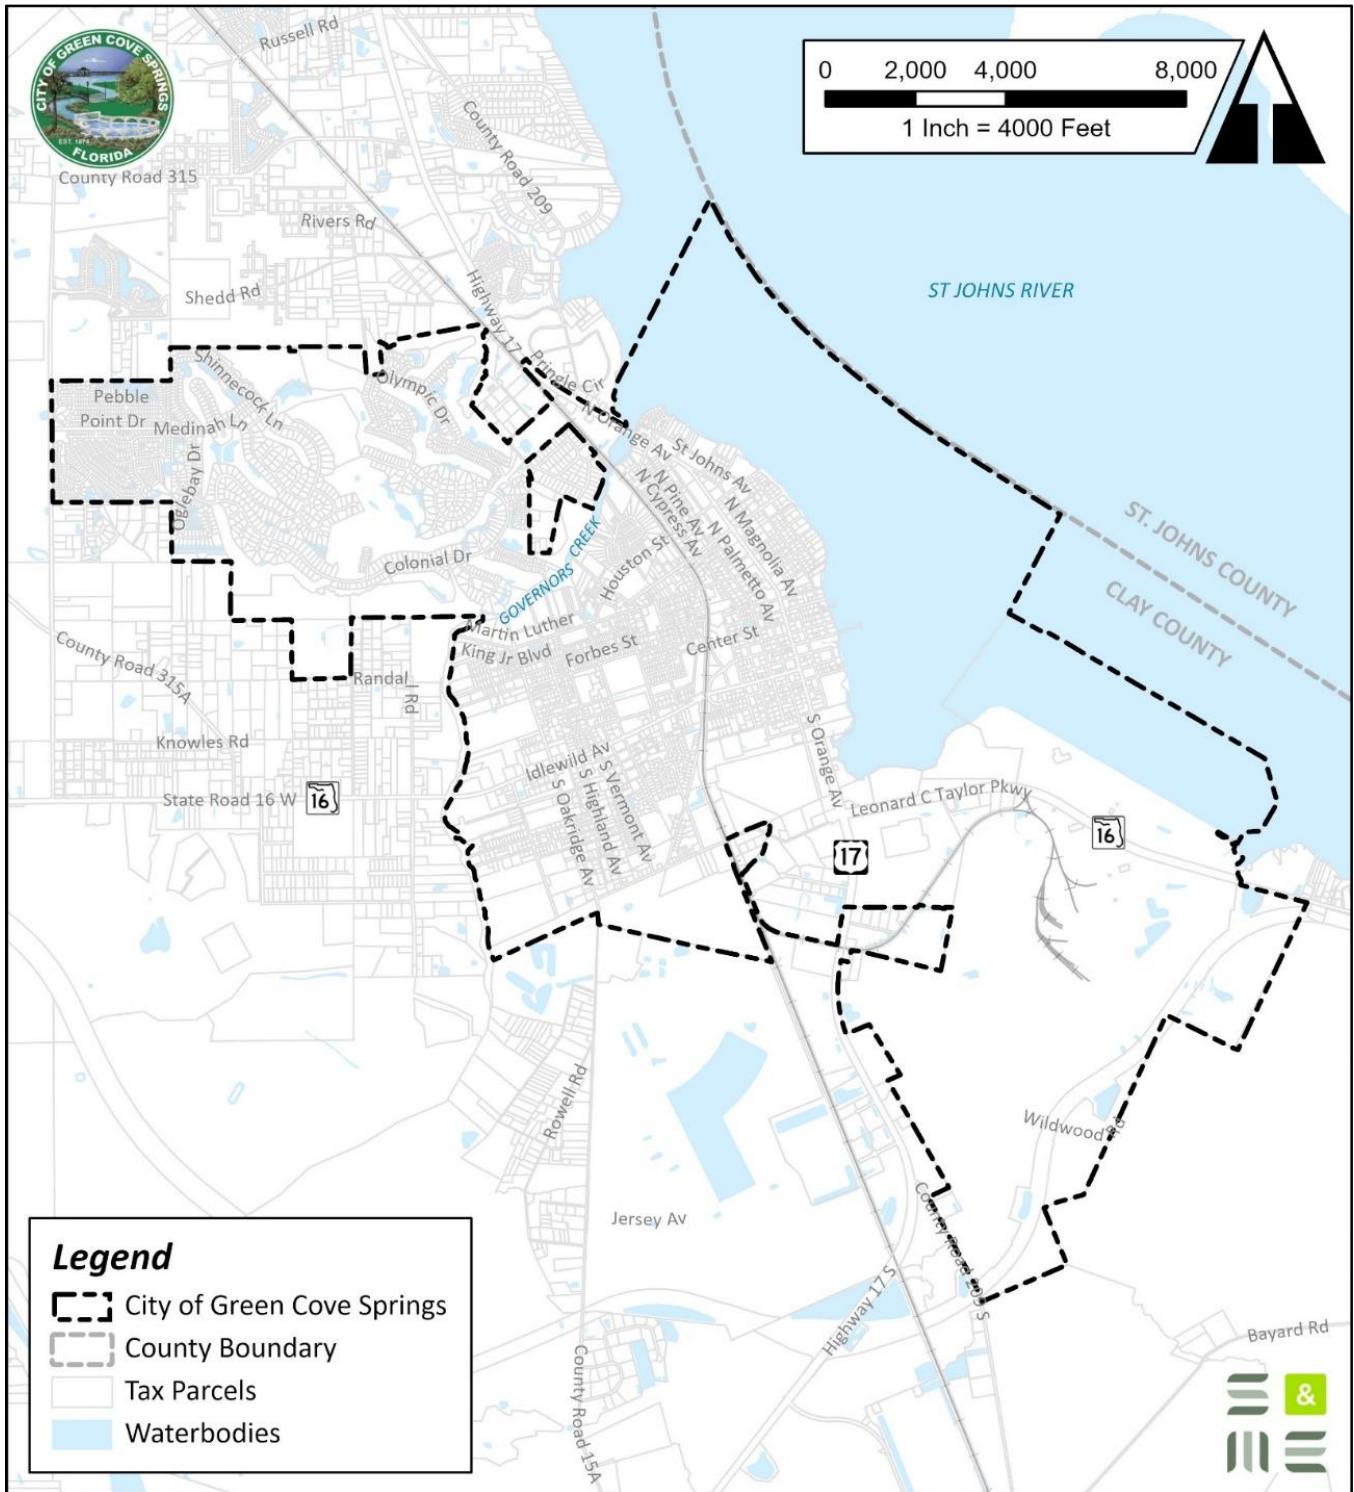 CITY OF GREEN COVE SPRINGS
EST. 1874
FLORIDA
0 2,000 4,000 8,000
1 Inch = 4000 Feet
Russell Rd
County Road 209
County Road 315
Rivers Rd
Shedd Rd
Highway 17
ST JOHNS RIVER
Pringle Cir
Shinnecock Ln
Olympic Dr
Pebble
Point Dr
Medinah Ln
Oglebay Dr
N Orange Av
St Johns Av
N Pine Av
N Cypress Av
N Magnolia Av
N Palmetto Av
ST. JOHNS COUNTY
CLAY COUNTY
Colonial Dr
GOVERNORS CREEK
Houston St
Martin Luther
King Jr Blvd
Forbes St
Center St
County Road 315A
Randal
l Rd
Knowles Rd
S Orange Av
Idlewild Av
S Vermont Av
S Highland Av
S Oakridge Av
State Road 16 W
16
Leonard C Taylor Pkwy
16
17
Rowell Rd
Wildwood Rd
County Road 209 S
Jersey Av
Highway 17 S
Bayard Rd
County Road 15A
Legend
City of Green Cove Springs
County Boundary
Tax Parcels
Waterbodies
S &
M E